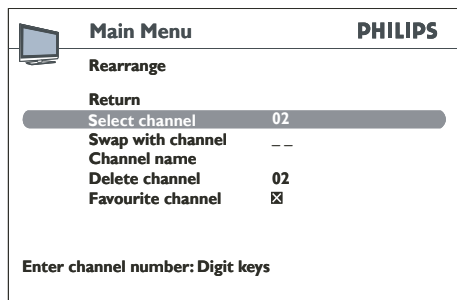 Main Menu PHILIPS
Rearrange
Return
Select channel 02
Swap with channel _ _
Channel name
Delete channel 02
Favourite channel ☒
Enter channel number: Digit keys